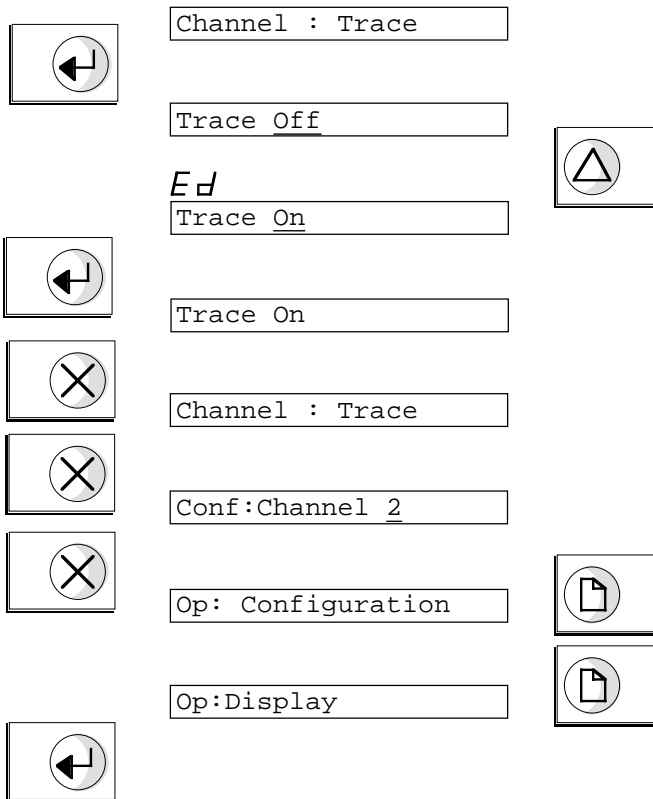 Channel : Trace
Trace Off
Ed
Trace On
Trace On
Channel : Trace
Conf:Channel 2
Op: Configuration
Op:Display